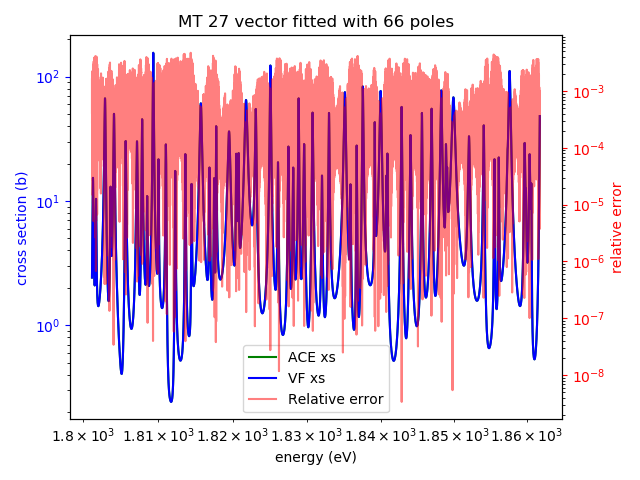 MT 27 vector fitted with 66 poles
cross section (b)
10²
10¹
10⁰
10⁻³
10⁻⁴
10⁻⁵
10⁻⁶
10⁻⁷
10⁻⁸
relative error
ACE xs
VF xs
Relative error
1.8 × 10³ 1.81 × 10³ 1.82 × 10³ 1.83 × 10³ 1.84 × 10³ 1.85 × 10³ 1.86 × 10³
energy (eV)